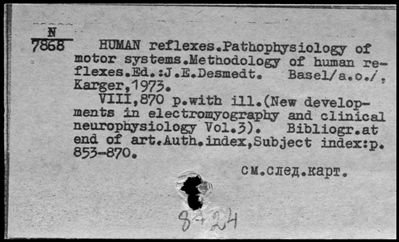 N
7868
HUMAN reflexes.Pathophysiology of
motor systems.Methodology of human re-
flexes.Ed.:J.E.Desmedt. Basel/a.o./,
Karger,1973.
VIII,870 p.with ill.(New develop-
ments in electromyography and clinical
neurophysiology Vol.3). Bibliogr.at
end of art.Auth.index,Subject index:p.
853-870.
см.след.карт.
8424